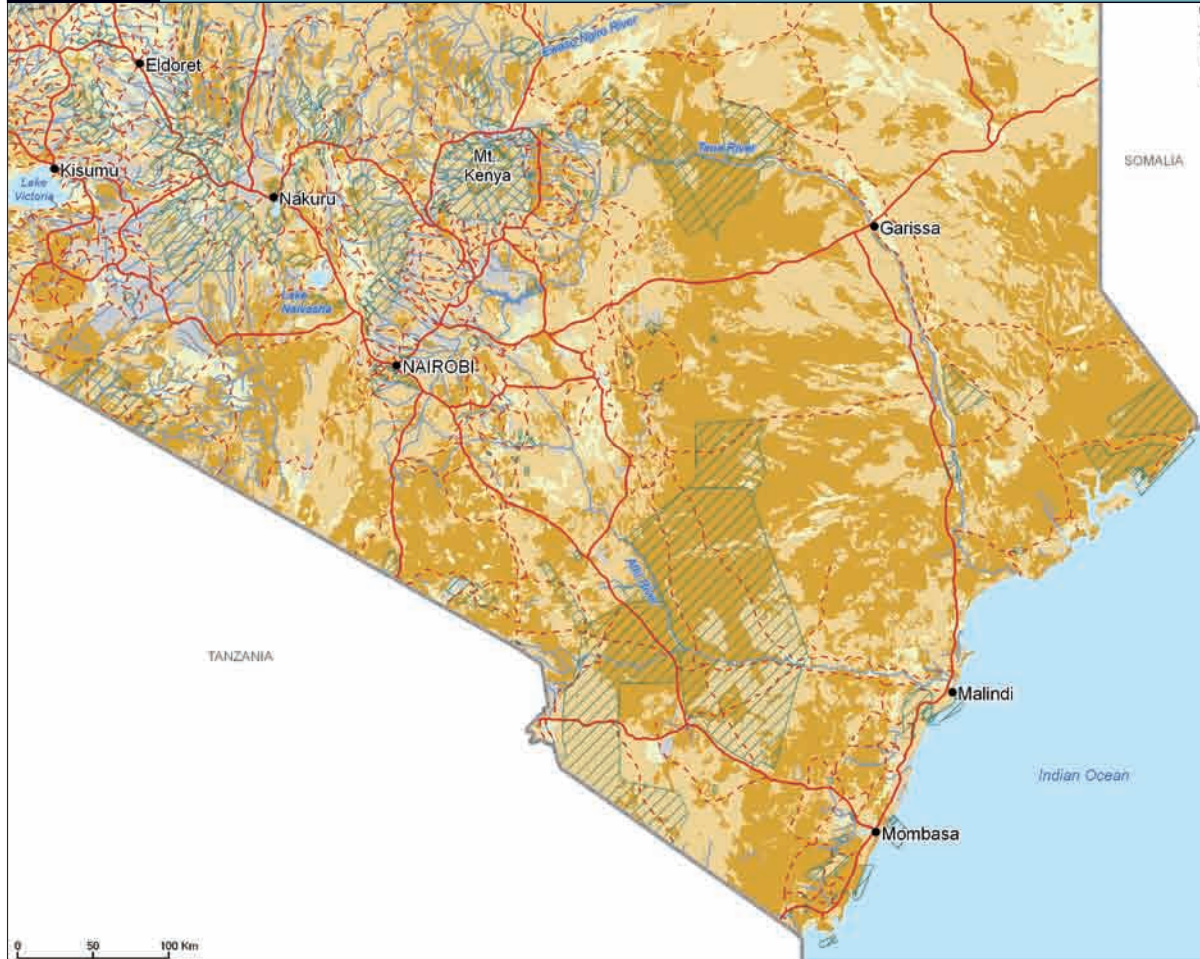 Ewaso Ngiro River
Eldoret
Kisumu
Lake
Victoria
Mt.
Kenya
Tana River
SOMALIA
Nakuru
Garissa
Lake
Naivasha
NAIROBI
Athi River
TANZANIA
Malindi
Indian Ocean
Mombasa
0 50 100 Km